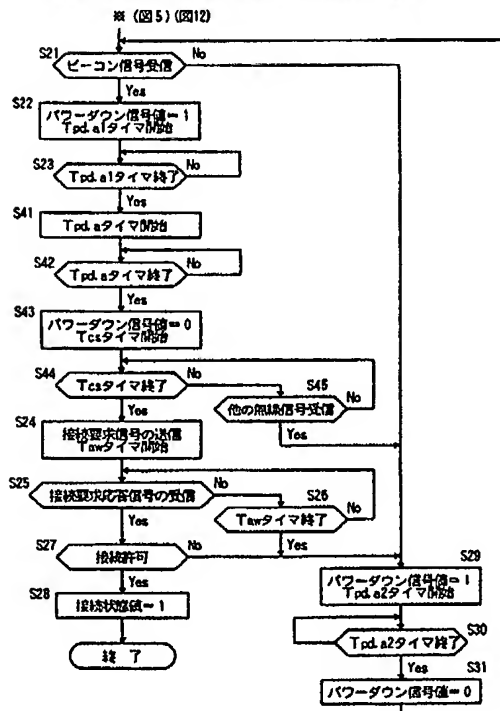 ※ (図5) (図12)
S21
ビーコン信号受信
No
Yes
S22
パワーダウン信号値＝1
Tpd.a1タイマ開始
S23
Tpd.a1タイマ終了
No
Yes
S41
Tpd.aタイマ開始
S42
Tpd.aタイマ終了
No
Yes
S43
パワーダウン信号値＝0
Tcsタイマ開始
S44
Tcsタイマ終了
No
S45
他の無線信号受信
No
Yes
Yes
S24
接続要求信号の送信
Tawタイマ開始
S25
接続要求応答信号の受信
No
S26
Tawタイマ終了
No
Yes
Yes
S27
接続許可
No
Yes
S28
接続状態値＝1
終 了
S29
パワーダウン信号値＝1
Tpd.a2タイマ開始
S30
Tpd.a2タイマ終了
Yes
S31
パワーダウン信号値＝0